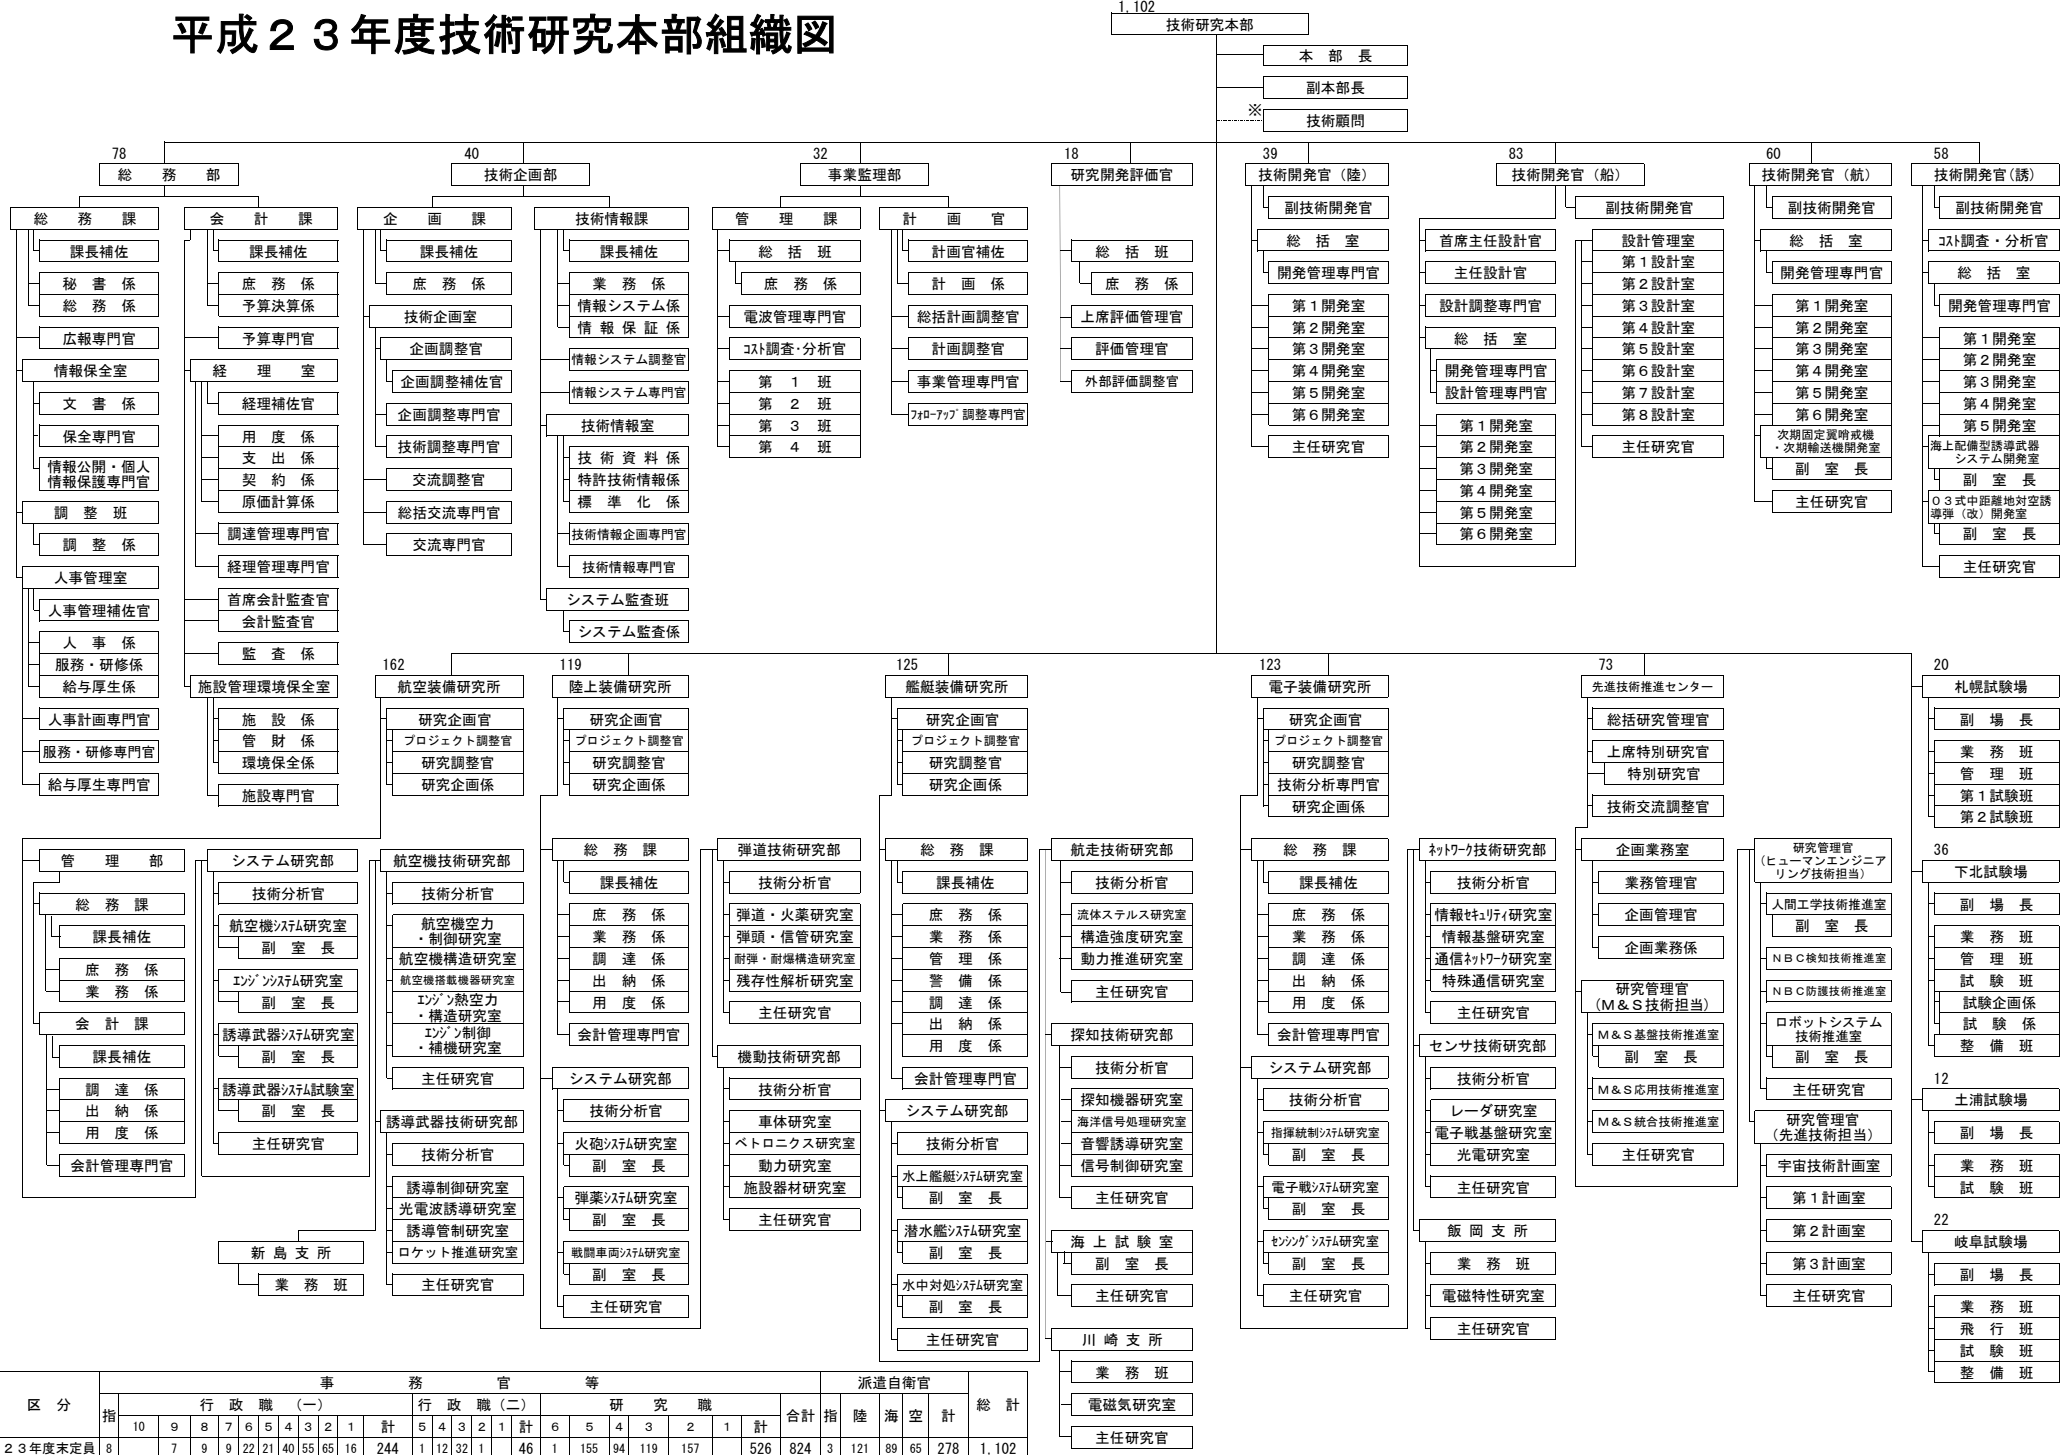 平成２３年度技術研究本部組織図
1,102
技術研究本部
本　部　長
副本部長
※
技術顧問
78
総　務　部
総　務　課
課長補佐
秘　書　係
総　務　係
広報専門官
情報保全室
文　書　係
保全専門官
情報公開・個人
情報保護専門官
調　整　班
調　整　係
人事管理室
人事管理補佐官
人　事　係
服務・研修係
給与厚生係
人事計画専門官
服務・研修専門官
給与厚生専門官
会　計　課
課長補佐
庶　務　係
予算決算係
予算専門官
経　理　室
経理補佐官
用　度　係
支　出　係
契　約　係
原価計算係
調達管理専門官
経理管理専門官
首席会計監査官
会計監査官
監　査　係
施設管理環境保全室
施　設　係
管　財　係
環境保全係
施設専門官
40
技術企画部
企　画　課
課長補佐
庶　務　係
技術企画室
企画調整官
企画調整補佐官
企画調整専門官
技術調整専門官
交流調整官
総括交流専門官
交流専門官
技術情報課
課長補佐
業　務　係
情報システム係
情　報　保　証　係
情報システム調整官
情報システム専門官
技術情報室
技　術　資　料　係
特許技術情報係
標　準　化　係
技術情報企画専門官
技術情報専門官
システム監査班
システム監査係
32
事業監理部
管　理　課
総　括　班
庶　務　係
電波管理専門官
ｺｽﾄ調査･分析官
第　１　班
第　２　班
第　３　班
第　４　班
計　画　官
計画官補佐
計　画　係
総括計画調整官
計画調整官
事業管理専門官
ﾌｫﾛｰｱｯﾌﾟ調整専門官
18
研究開発評価官
総　括　班
庶　務　係
上席評価管理官
評価管理官
外部評価調整官
39
技術開発官（陸）
副技術開発官
総　括　室
開発管理専門官
第１開発室
第２開発室
第３開発室
第４開発室
第５開発室
第６開発室
主任研究官
83
技術開発官（船）
副技術開発官
首席主任設計官
主任設計官
設計調整専門官
総　括　室
開発管理専門官
設計管理専門官
第１開発室
第２開発室
第３開発室
第４開発室
第５開発室
第６開発室
設計管理室
第１設計室
第２設計室
第３設計室
第４設計室
第５設計室
第６設計室
第７設計室
第８設計室
主任研究官
60
技術開発官（航）
副技術開発官
総　括　室
開発管理専門官
第１開発室
第２開発室
第３開発室
第４開発室
第５開発室
第６開発室
次期固定翼哨戒機
・次期輸送機開発室
副　室　長
主任研究官
58
技術開発官(誘)
副技術開発官
ｺｽﾄ調査・分析官
総　括　室
開発管理専門官
第１開発室
第２開発室
第３開発室
第４開発室
第５開発室
海上配備型誘導武器
システム開発室
副　室　長
０３式中距離地対空誘
導弾（改）開発室
副　室　長
主任研究官
162
航空装備研究所
研究企画官
プロジェクト調整官
研究調整官
研究企画係
管　理　部
総　務　課
課長補佐
庶　務　係
業　務　係
会　計　課
課長補佐
調　達　係
出　納　係
用　度　係
会計管理専門官
システム研究部
技術分析官
航空機ｼｽﾃﾑ研究室
副　室　長
ｴﾝｼﾞﾝｼｽﾃﾑ研究室
副　室　長
誘導武器ｼｽﾃﾑ研究室
副　室　長
誘導武器ｼｽﾃﾑ試験室
副　室　長
主任研究官
新 島 支 所
業　務　班
航空機技術研究部
技術分析官
航空機空力
・制御研究室
航空機構造研究室
航空機搭載機器研究室
ｴﾝｼﾞﾝ熱空力
・構造研究室
ｴﾝｼﾞﾝ制御
・補機研究室
主任研究官
誘導武器技術研究部
技術分析官
誘導制御研究室
光電波誘導研究室
誘導管制研究室
ロケット推進研究室
主任研究官
119
陸上装備研究所
研究企画官
プロジェクト調整官
研究調整官
研究企画係
総　務　課
課長補佐
庶　務　係
業　務　係
調　達　係
出　納　係
用　度　係
会計管理専門官
システム研究部
技術分析官
火砲ｼｽﾃﾑ研究室
副　室　長
弾薬ｼｽﾃﾑ研究室
副　室　長
戦闘車両ｼｽﾃﾑ研究室
副　室　長
主任研究官
弾道技術研究部
技術分析官
弾道・火薬研究室
弾頭・信管研究室
耐弾・耐爆構造研究室
残存性解析研究室
主任研究官
機動技術研究部
技術分析官
車体研究室
ベトロニクス研究室
動力研究室
施設器材研究室
主任研究官
125
艦艇装備研究所
研究企画官
プロジェクト調整官
研究調整官
研究企画係
総　務　課
課長補佐
庶　務　係
業　務　係
管　理　係
警　備　係
調　達　係
出　納　係
用　度　係
会計管理専門官
システム研究部
技術分析官
水上艦艇ｼｽﾃﾑ研究室
副　室　長
潜水艦ｼｽﾃﾑ研究室
副　室　長
水中対処ｼｽﾃﾑ研究室
副　室　長
主任研究官
航走技術研究部
技術分析官
流体ステルス研究室
構造強度研究室
動力推進研究室
主任研究官
探知技術研究部
技術分析官
探知機器研究室
海洋信号処理研究室
音響誘導研究室
信号制御研究室
主任研究官
海 上 試 験 室
副　室　長
主任研究官
川 崎 支 所
業　務　班
電磁気研究室
主任研究官
123
電子装備研究所
研究企画官
プロジェクト調整官
研究調整官
技術分析専門官
研究企画係
総　務　課
課長補佐
庶　務　係
業　務　係
調　達　係
出　納　係
用　度　係
会計管理専門官
システム研究部
技術分析官
指揮統制ｼｽﾃﾑ研究室
副　室　長
電子戦ｼｽﾃﾑ研究室
副　室　長
ｾﾝｼﾝｸﾞｼｽﾃﾑ研究室
副　室　長
主任研究官
ﾈｯﾄﾜｰｸ技術研究部
技術分析官
情報ｾｷｭﾘﾃｨ研究室
情報基盤研究室
通信ﾈｯﾄﾜｰｸ研究室
特殊通信研究室
主任研究官
センサ技術研究部
技術分析官
レーダ研究室
電子戦基盤研究室
光電研究室
主任研究官
飯 岡 支 所
業　務　班
電磁特性研究室
主任研究官
73
先進技術推進センター
総括研究管理官
上席特別研究官
特別研究官
技術交流調整官
企画業務室
業務管理官
企画管理官
企画業務係
研究管理官
（Ｍ＆Ｓ技術担当）
Ｍ＆Ｓ基盤技術推進室
副　室　長
Ｍ＆Ｓ応用技術推進室
Ｍ＆Ｓ統合技術推進室
主任研究官
研究管理官
（ヒューマンエンジニア
リング技術担当）
人間工学技術推進室
副　室　長
ＮＢＣ検知技術推進室
ＮＢＣ防護技術推進室
ロボットシステム
技術推進室
副　室　長
主任研究官
研究管理官
（先進技術担当）
宇宙技術計画室
第１計画室
第２計画室
第３計画室
主任研究官
20
札幌試験場
副　場　長
業　務　班
管　理　班
第１試験班
第２試験班
36
下北試験場
副　場　長
業　務　班
管　理　班
試　験　班
試験企画係
試　験　係
整　備　班
12
土浦試験場
副　場　長
業　務　班
試　験　班
22
岐阜試験場
副　場　長
業　務　班
飛　行　班
試　験　班
整　備　班
区　分　事　務　官　等　派遣自衛官　総　計
指　行　政　職　（一）　行　政　職（二）　研　究　職　合計　指　陸　海　空　計
10 9 8 7 6 5 4 3 2 1 計 5 4 3 2 1 計 6 5 4 3 2 1 計
２３年度末定員 8 7 9 9 22 21 40 55 65 16 244 1 12 32 1 46 1 155 94 119 157 526 824 3 121 89 65 278 1,102